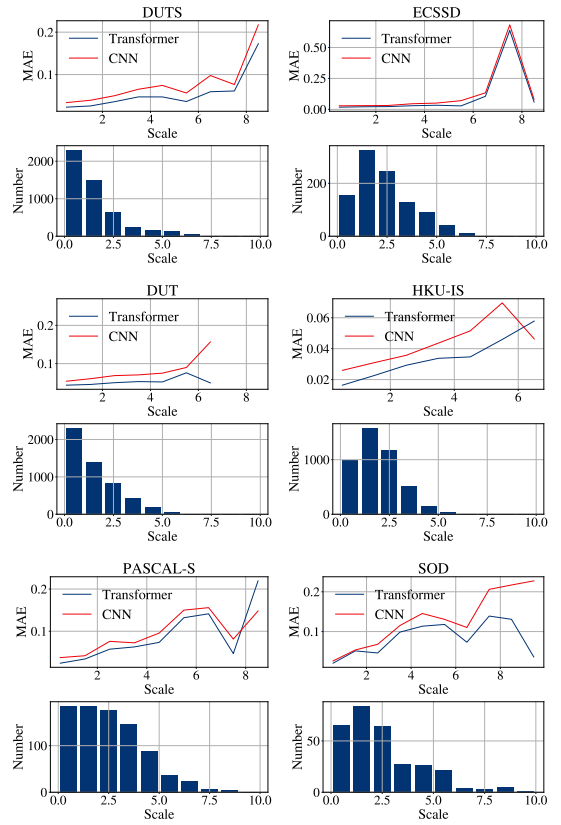 DUTS
MAE
0.2
0.1
Transformer
CNN
2 4 6 8
Scale
Number
2000
1000
0
0.0 2.5 5.0 7.5 10.0
Scale
ECSSD
MAE
0.50
0.25
0.00
Transformer
CNN
2 4 6 8
Scale
Number
200
0
0.0 2.5 5.0 7.5 10.0
Scale
DUT
MAE
0.2
0.1
Transformer
CNN
2 4 6 8
Scale
Number
2000
1000
0
0.0 2.5 5.0 7.5 10.0
Scale
HKU-IS
MAE
0.06
0.04
0.02
Transformer
CNN
2 4 6
Scale
Number
1000
0
0.0 2.5 5.0 7.5 10.0
Scale
PASCAL-S
MAE
0.2
0.1
Transformer
CNN
2 4 6 8
Scale
Number
100
0
0.0 2.5 5.0 7.5 10.0
Scale
SOD
MAE
0.2
0.1
Transformer
CNN
2 4 6 8
Scale
Number
50
0
0.0 2.5 5.0 7.5 10.0
Scale